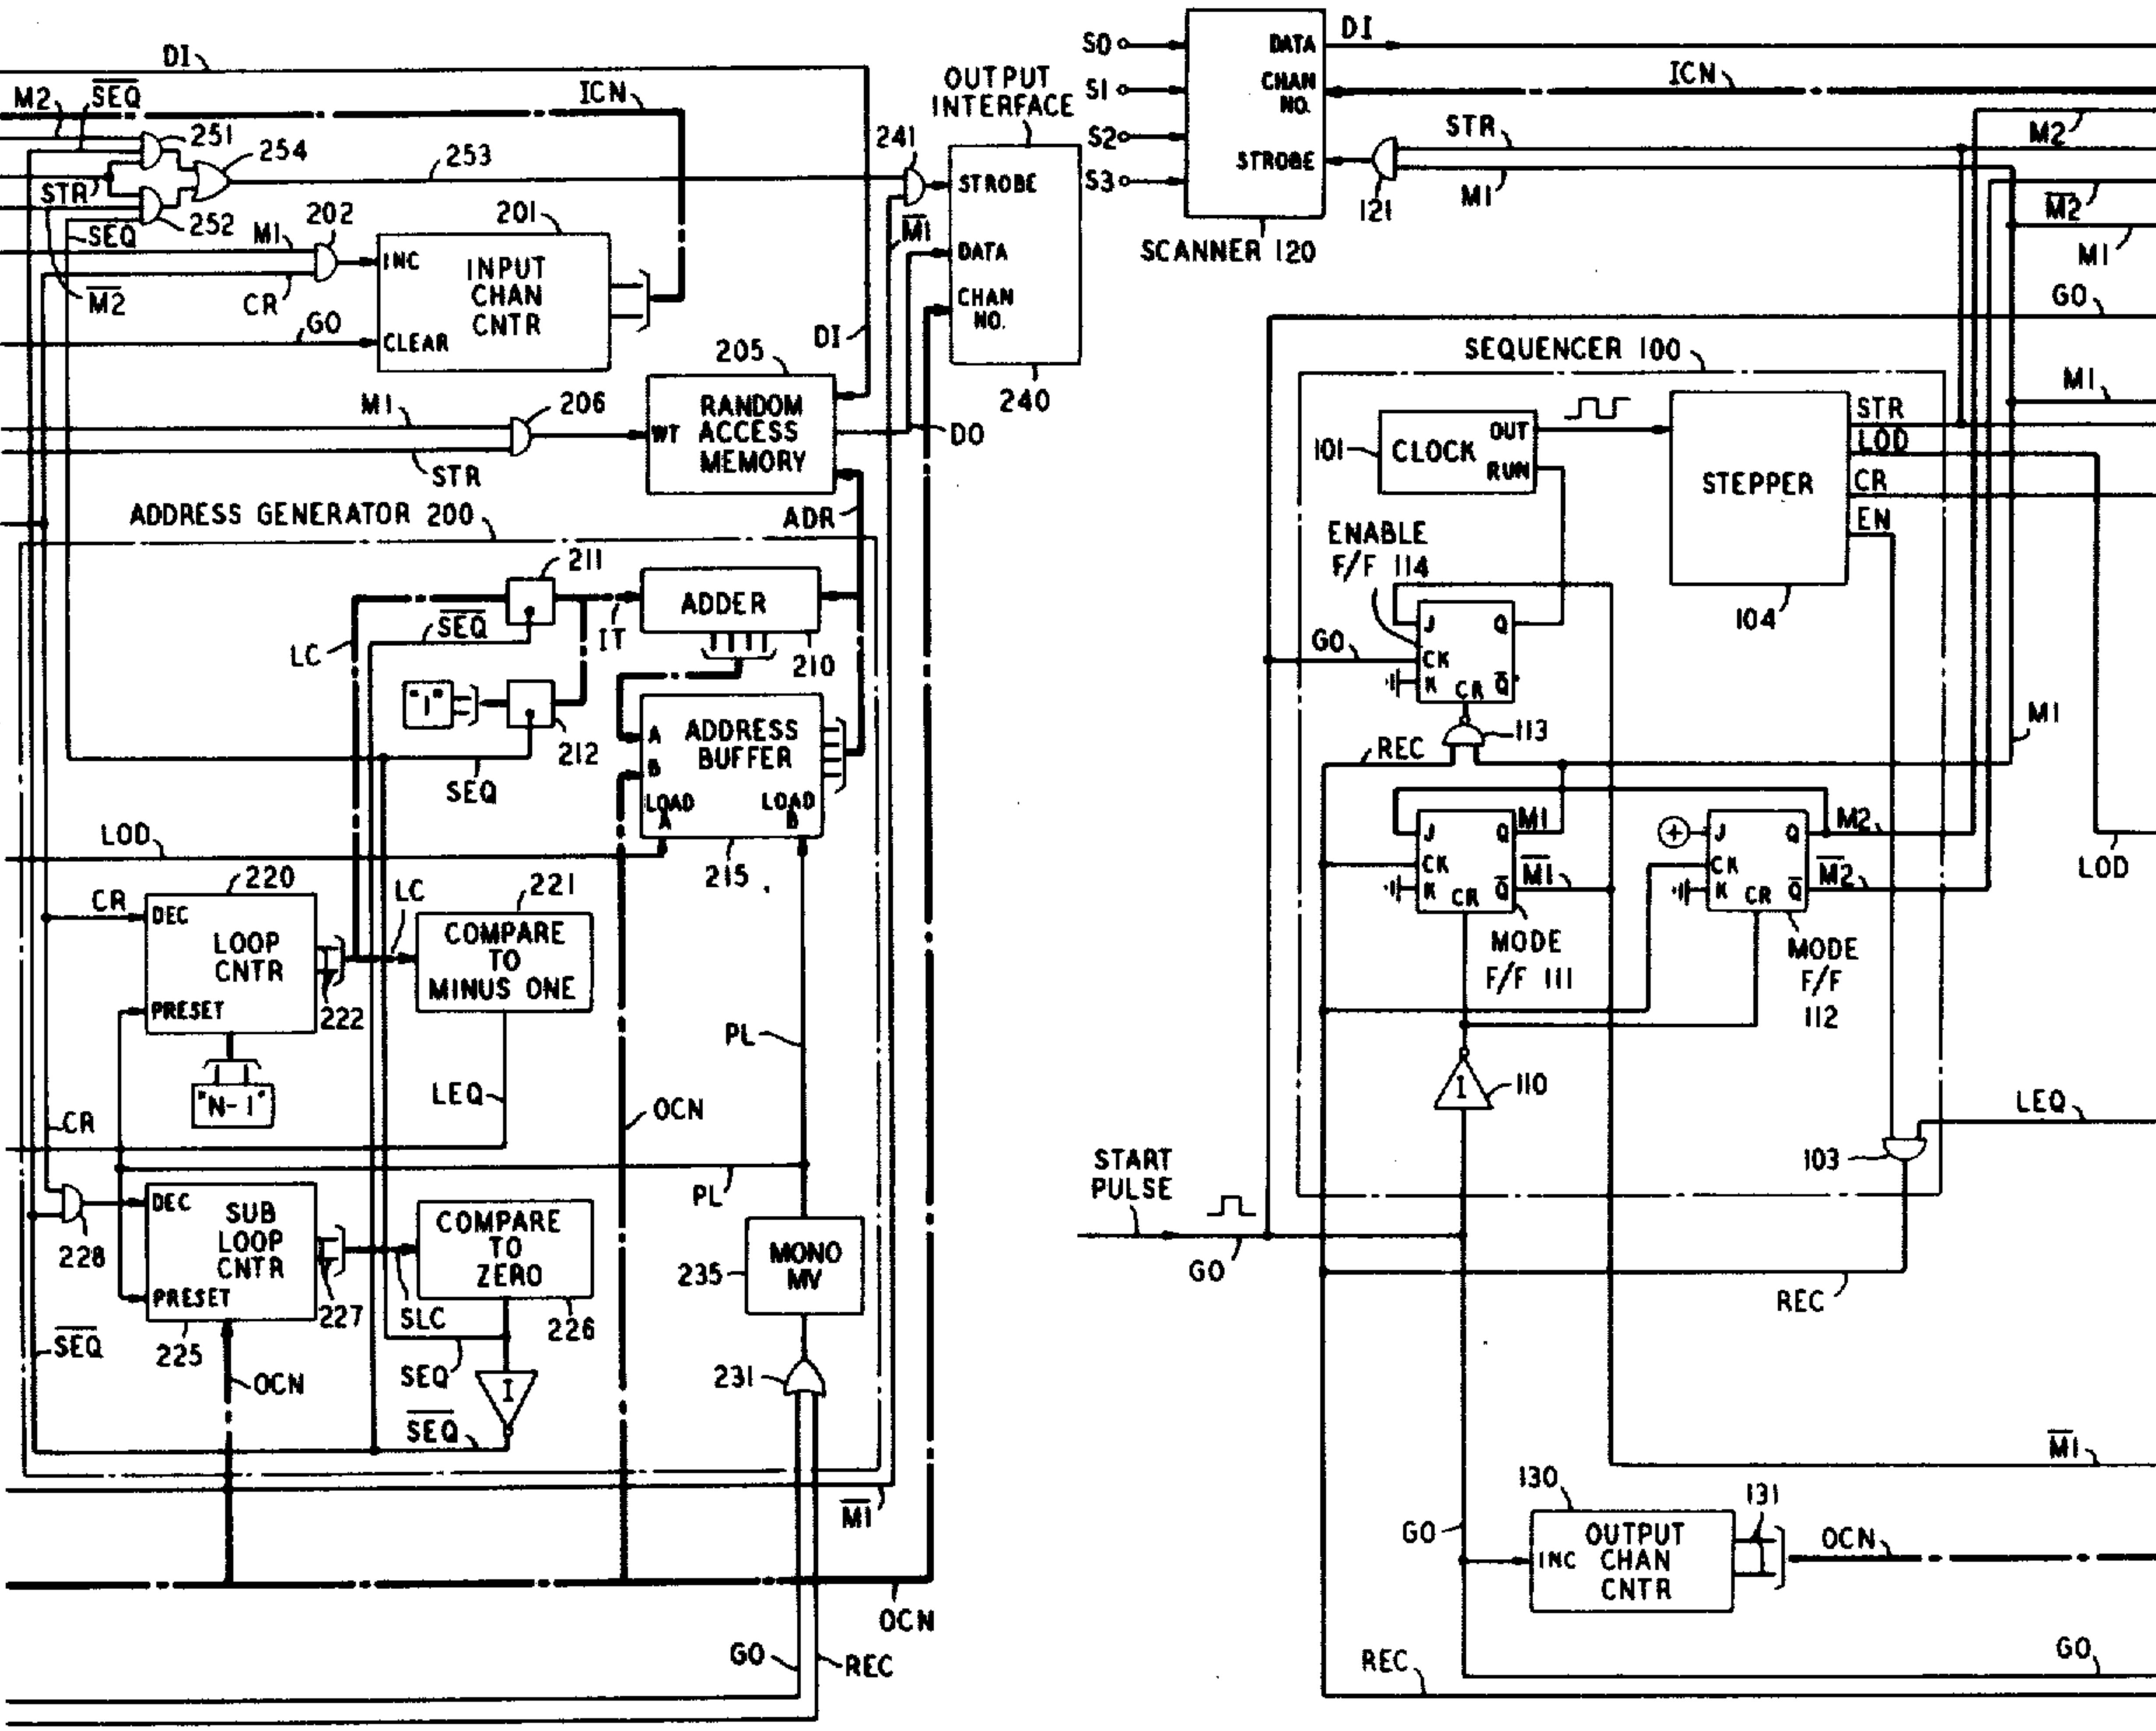 DI
M2
SEQ
ICN
251
254
253
241
STR
252
SEQ
M1
202
201
INC
INPUT
CHAN
CNTR
CLEAR
M2
CR
GO
OUTPUT
INTERFACE
STROBE
DATA
CHAN
NO.
M1
DI
240
205
M1
206
WT
RANDOM
ACCESS
MEMORY
STR
DO
ADDRESS GENERATOR 200
ADR
211
ADDER
SEQ
IT
210
LC
"1"
212
SEQ
A
B
ADDRESS
BUFFER
LOAD
A
LOAD
B
LOD
215
220
CR
DEC
LOOP
CNTR
PRESET
222
"N-1"
LC
221
COMPARE
TO
MINUS ONE
LEQ
PL
OCN
CR
PL
228
DEC
SUB
LOOP
CNTR
PRESET
225
227
SLC
COMPARE
TO
ZERO
226
235
MONO
MV
SEQ
I
SEQ
SEQ
OCN
231
M1
OCN
GO
REC
S0
S1
S2
S3
DATA
CHAN
NO.
STROBE
SCANNER 120
DI
ICN
STR
M1
121
M2
M2
M1
GO
SEQUENCER 100
M1
101
CLOCK
OUT
RUN
STEPPER
104
STR
LOD
CR
EN
ENABLE
F/F 114
GO
J
CK
K
CR
Q
Q
113
REC
M1
J
CK
K
CR
Q
Q
M1
M1
MODE
F/F 111
+
J
CK
K
CR
Q
Q
M2
M2
MODE
F/F
112
LOD
I
110
LEQ
103
START
PULSE
GO
REC
M1
130
131
INC
OUTPUT
CHAN
CNTR
GO
OCN
REC
GO